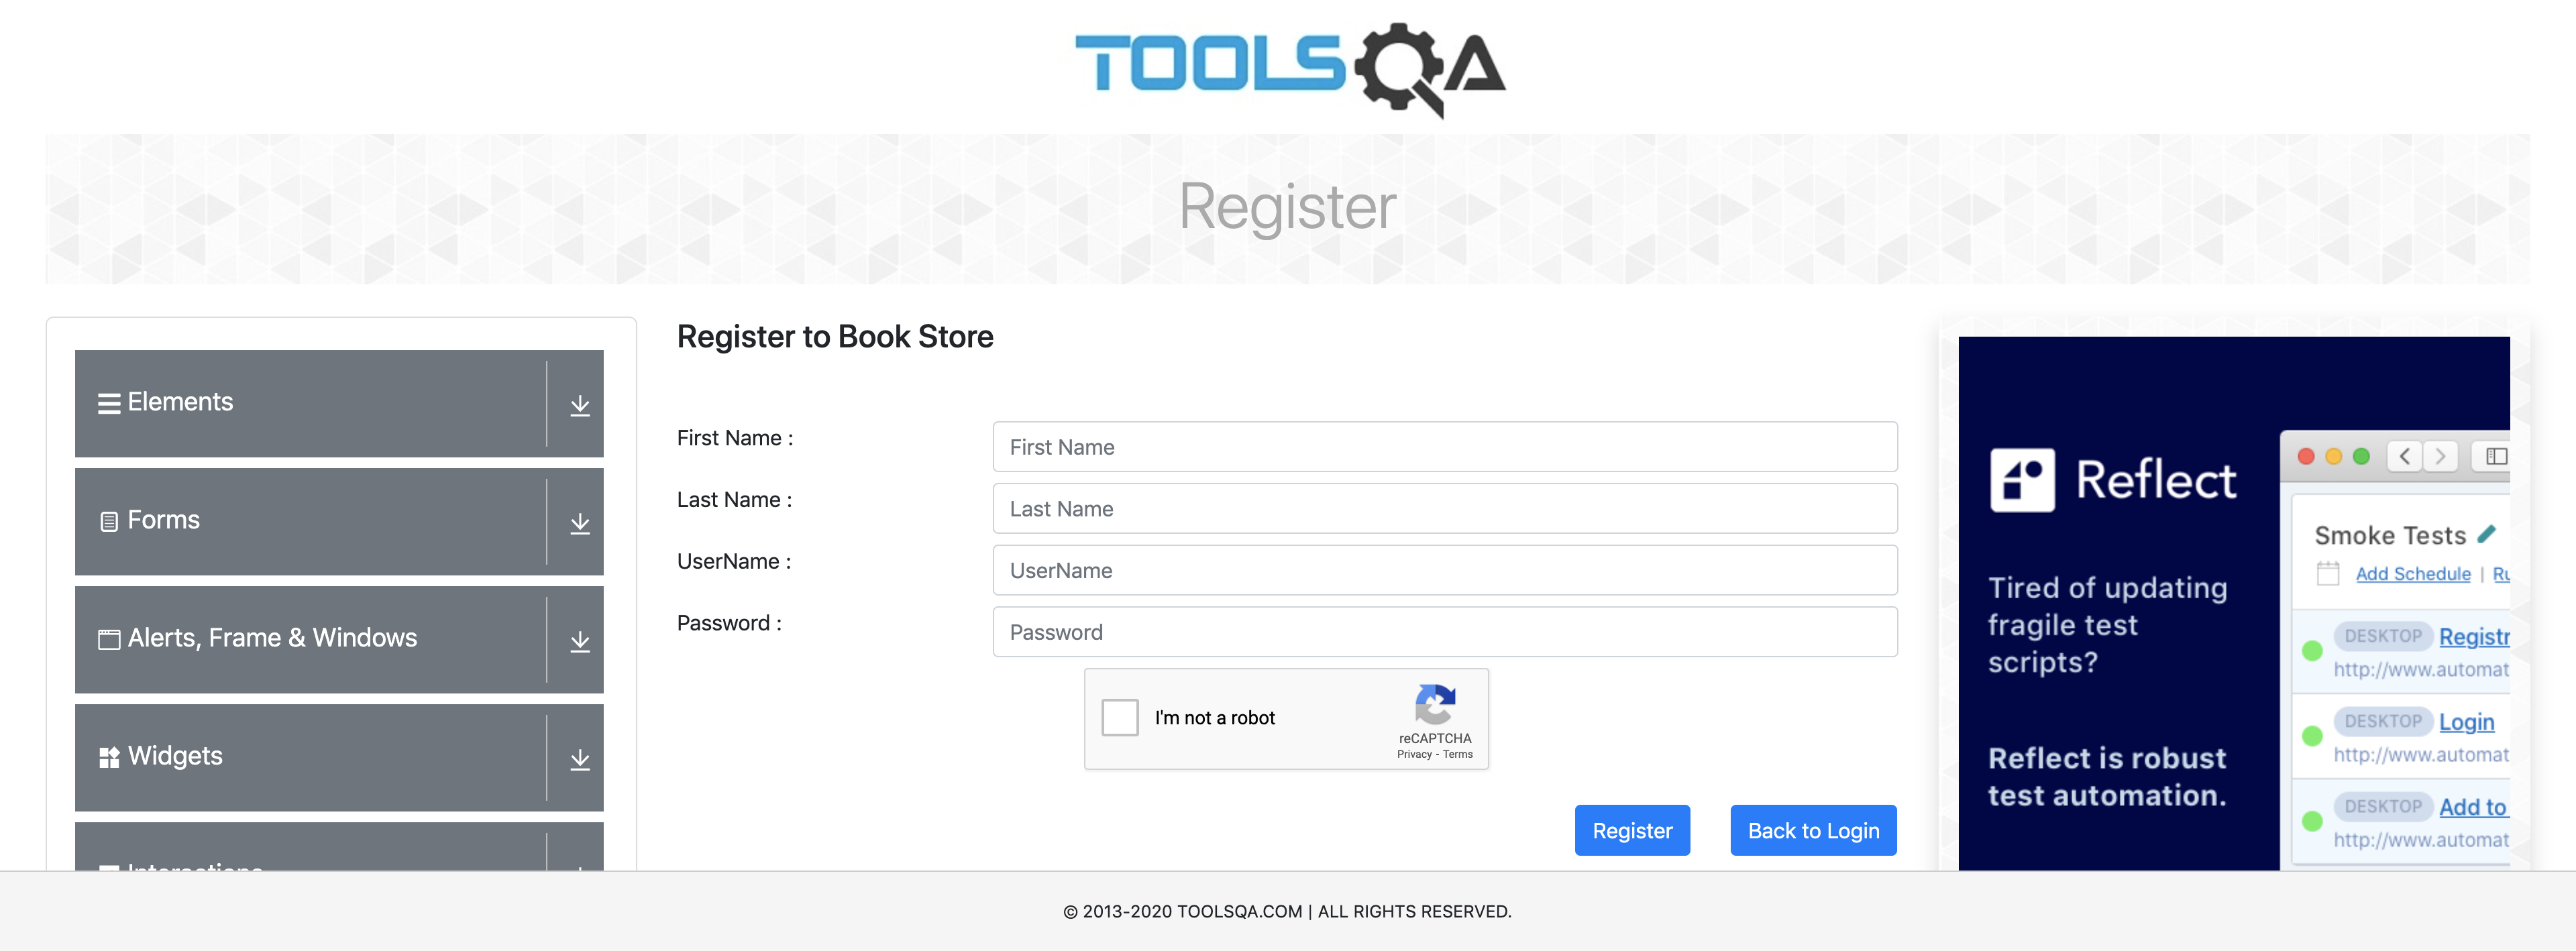 TOOLSQA
Register
Elements
Forms
Alerts, Frame & Windows
Widgets
Interactions
Register to Book Store
First Name :
First Name
Last Name :
Last Name
UserName :
UserName
Password :
Password
I'm not a robot
reCAPTCHA
Privacy - Terms
Register
Back to Login
Reflect
Tired of updating
fragile test
scripts?
Reflect is robust
test automation.
Smoke Tests
Add Schedule | Ru
DESKTOP Registr
http://www.automat
DESKTOP Login
http://www.automat
DESKTOP Add to
http://www.automat
© 2013-2020 TOOLSQA.COM | ALL RIGHTS RESERVED.